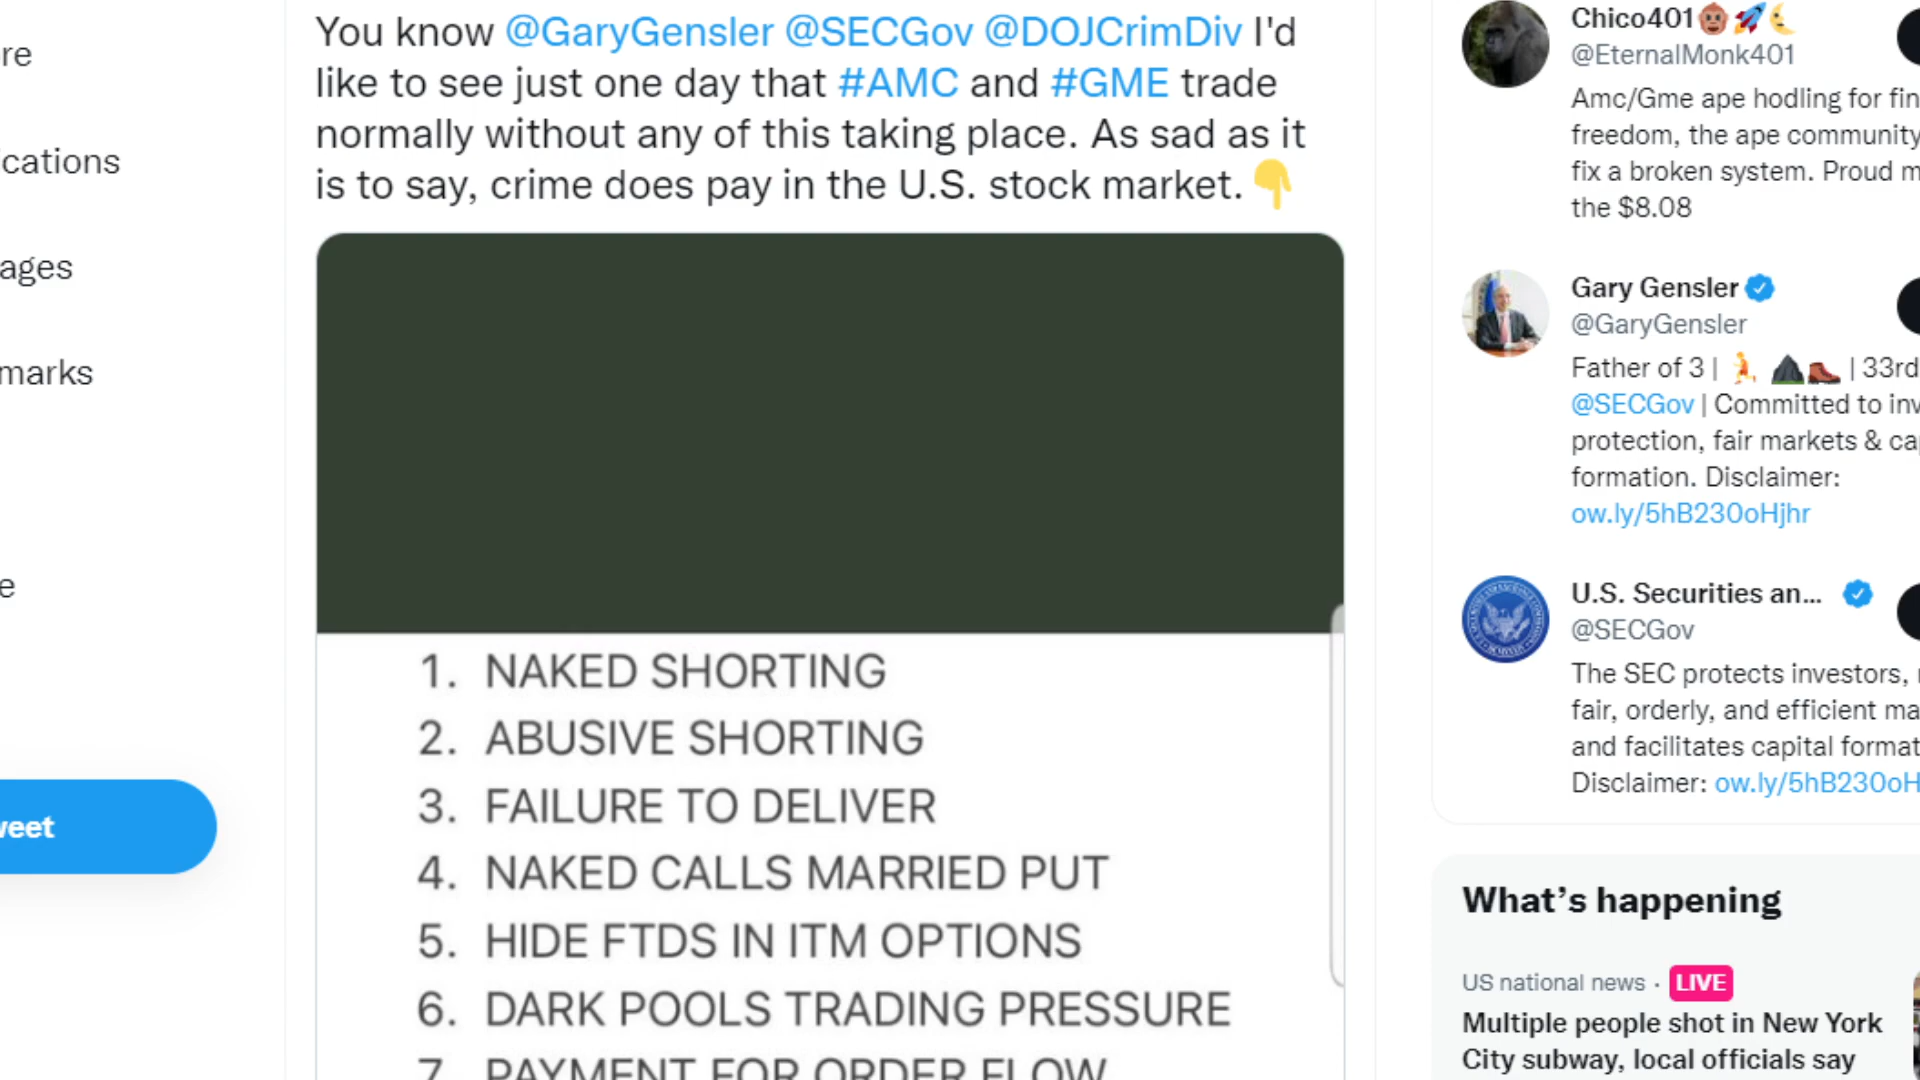 re
ications
ages
marks
e
weet
You know @GaryGensler @SECGov @DOJCrimDiv I'd
like to see just one day that #AMC and #GME trade
normally without any of this taking place. As sad as it
is to say, crime does pay in the U.S. stock market.👇
1. NAKED SHORTING
2. ABUSIVE SHORTING
3. FAILURE TO DELIVER
4. NAKED CALLS MARRIED PUT
5. HIDE FTDS IN ITM OPTIONS
6. DARK POOLS TRADING PRESSURE
7. PAYMENT FOR ORDER FLOW
Chico401🐵🚀🌜
@EternalMonk401
Amc/Gme ape hodling for fin
freedom, the ape community
fix a broken system. Proud m
the $8.08
Gary Gensler
@GaryGensler
Father of 3 | 🏃 ⛰️🥾 | 33rd
@SECGov | Committed to inv
protection, fair markets & ca
formation. Disclaimer:
ow.ly/5hB230oHjhr
U.S. Securities an...
@SECGov
The SEC protects investors,
fair, orderly, and efficient ma
and facilitates capital format
Disclaimer: ow.ly/5hB230oH
What's happening
US national news · LIVE
Multiple people shot in New York
City subway, local officials say